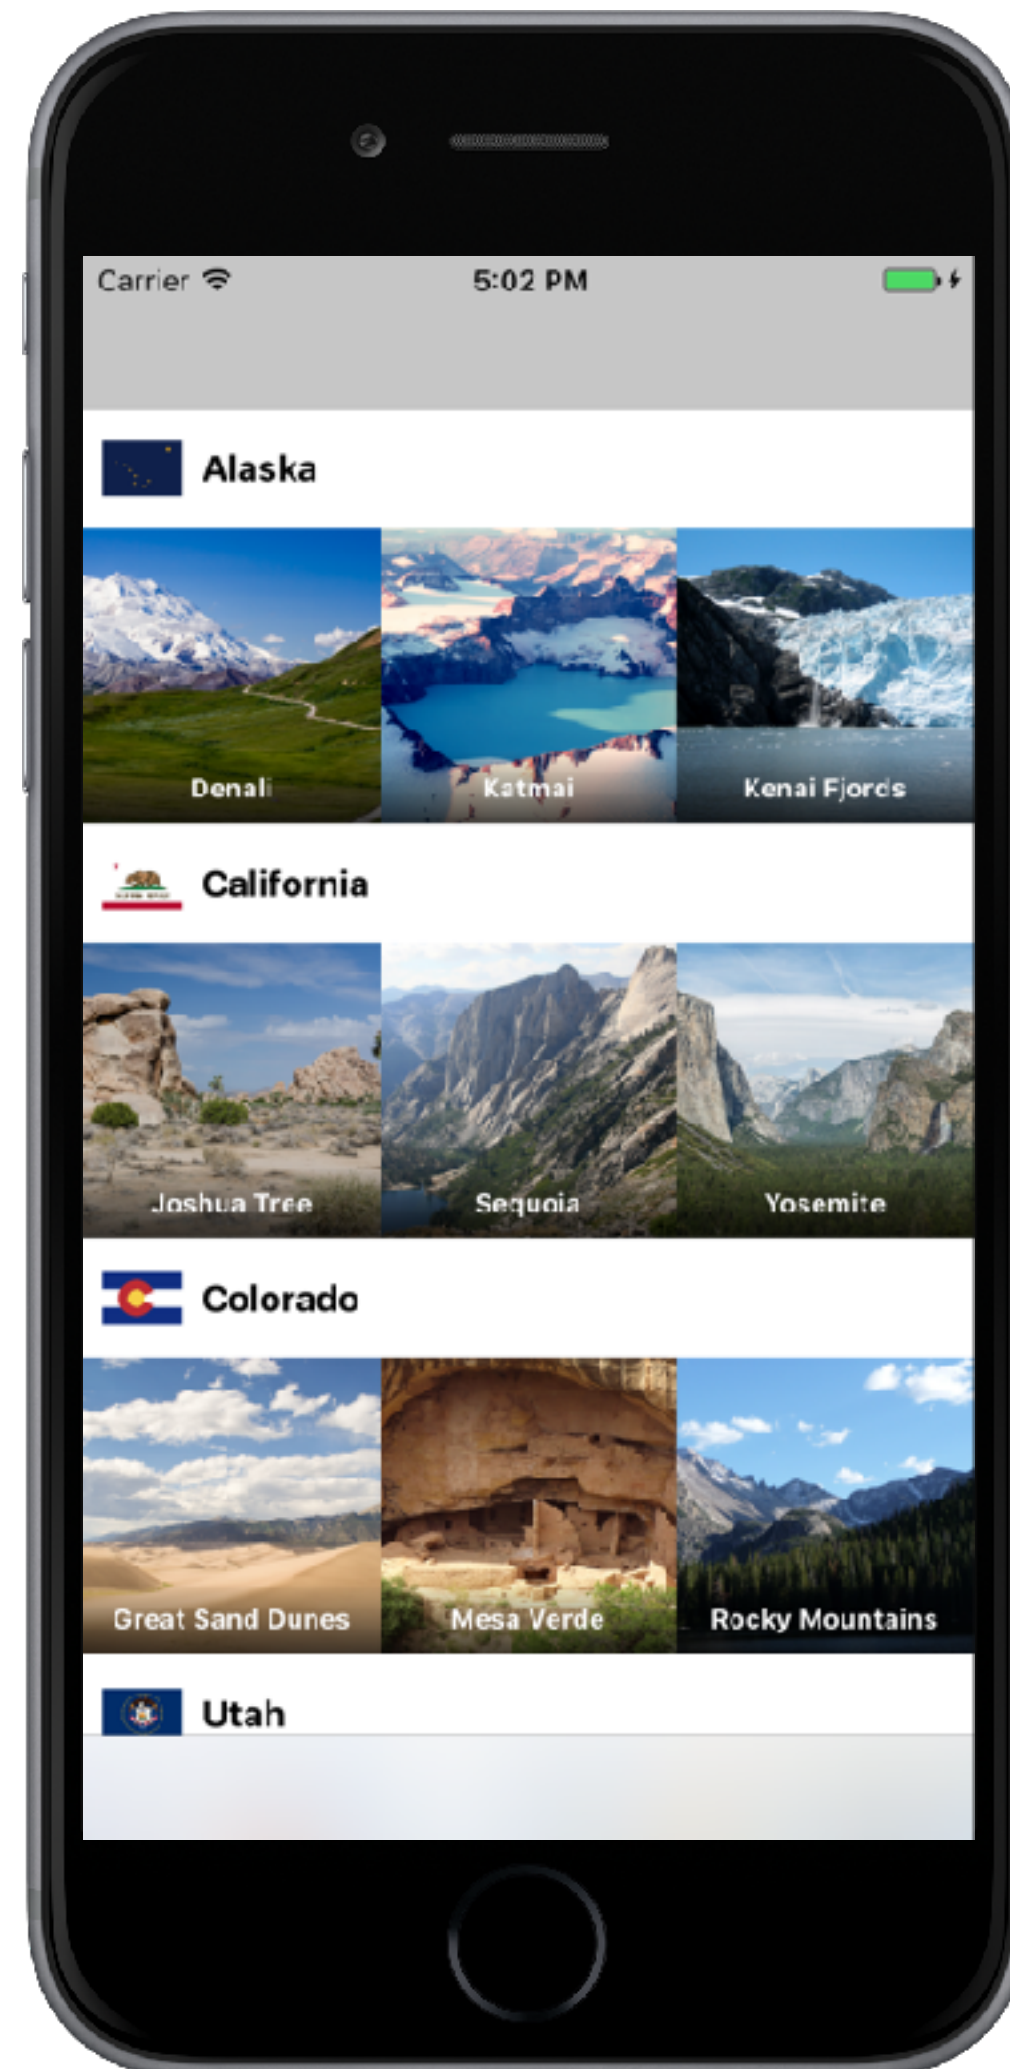 Carrier
5:02 PM
Alaska
Denali
Katmai
Kenai Fjords
California
Joshua Tree
Sequoia
Yosemite
Colorado
Great Sand Dunes
Mesa Verde
Rocky Mountains
Utah